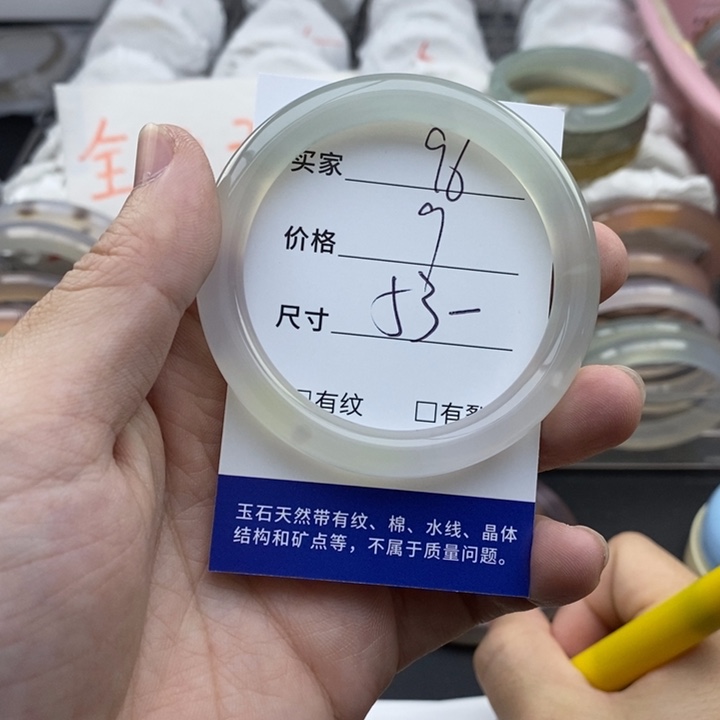 买家 96
价格 9
尺寸 53-
□有纹 □有裂
玉石天然带有纹、棉、水线、晶体
结构和矿点等，不属于质量问题。